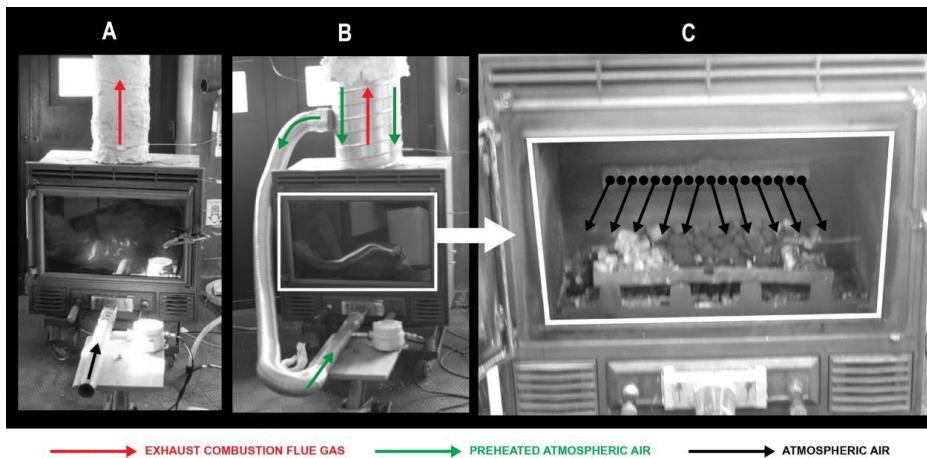 A B C
EXHAUST COMBUSTION FLUE GAS PREHEATED ATMOSPHERIC AIR ATMOSPHERIC AIR